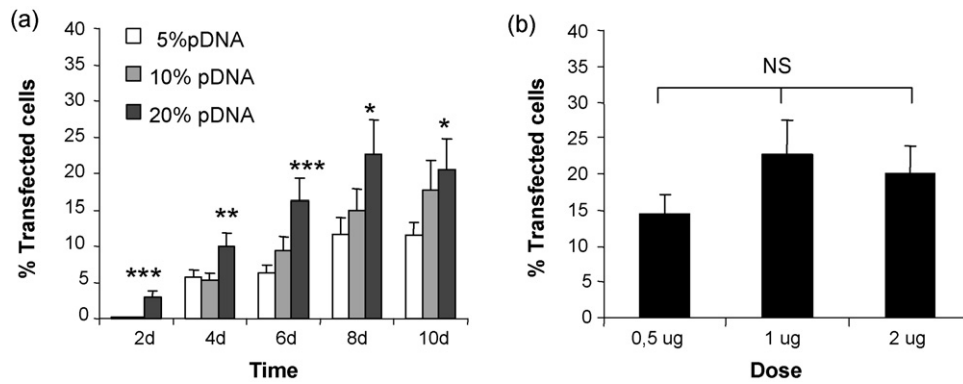 (a)
% Transfected cells
40
35
30
25
20
15
10
5
0
5%pDNA
10% pDNA
20% pDNA
***
**
***
*
*
2d
4d
6d
8d
10d
Time
(b)
% Transfected cells
40
35
30
25
20
15
10
5
0
NS
0,5 ug
1 ug
2 ug
Dose